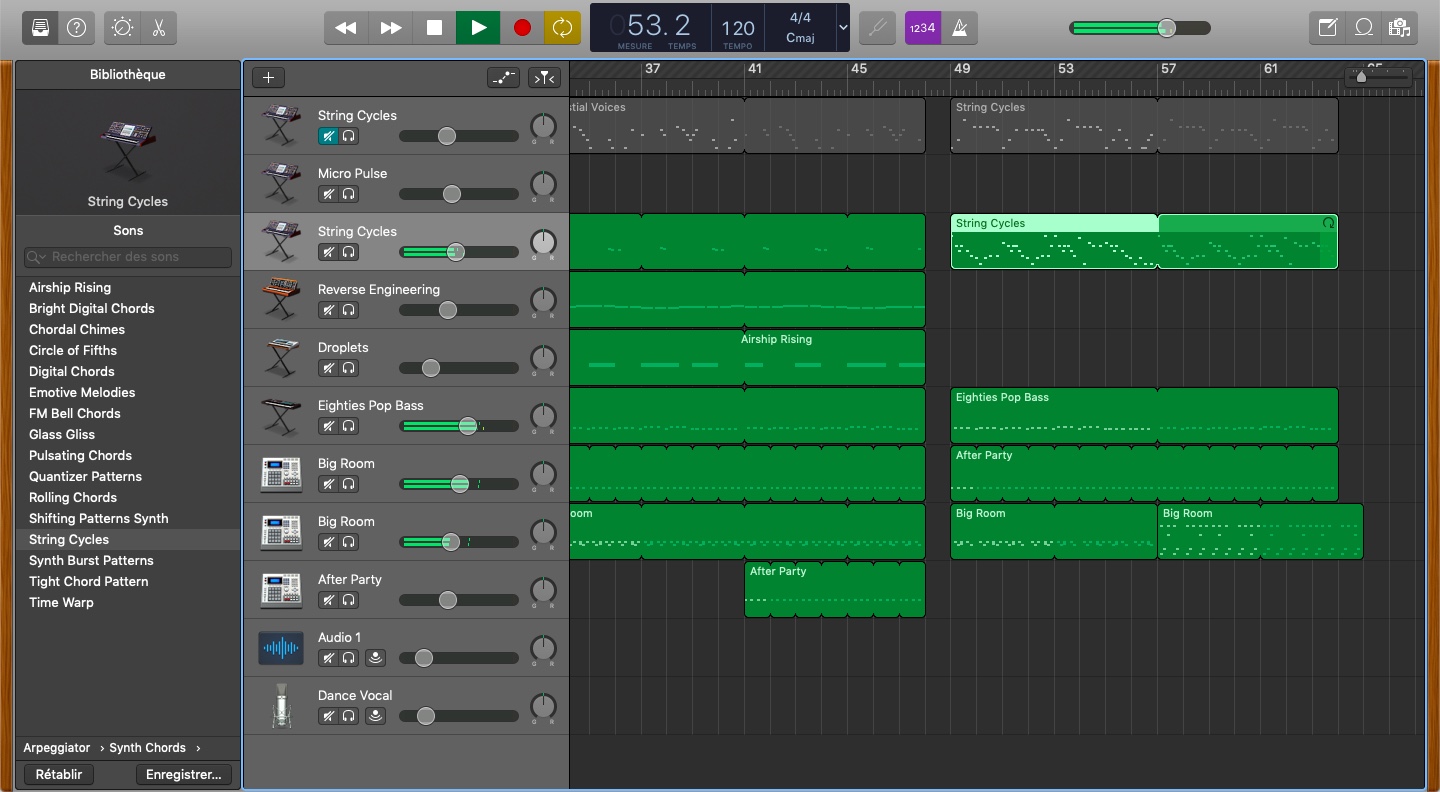 053.2
MESURE TEMPS
120
TEMPO
4/4
Cmaj
1234
Bibliothèque
String Cycles
Sons
Rechercher des sons
Airship Rising
Bright Digital Chords
Chordal Chimes
Circle of Fifths
Digital Chords
Emotive Melodies
FM Bell Chords
Glass Gliss
Pulsating Chords
Quantizer Patterns
Rolling Chords
Shifting Patterns Synth
String Cycles
Synth Burst Patterns
Tight Chord Pattern
Time Warp
Arpeggiator > Synth Chords >
Rétablir
Enregistrer...
37 41 45 49 53 57 61 65
String Cycles
G R
stial Voices
String Cycles
Micro Pulse
G R
String Cycles
G R
String Cycles
Reverse Engineering
G R
Droplets
G R
Airship Rising
Eighties Pop Bass
G R
Eighties Pop Bass
Big Room
G R
After Party
Big Room
G R
oom
Big Room
Big Room
After Party
G R
After Party
Audio 1
G R
Dance Vocal
G R